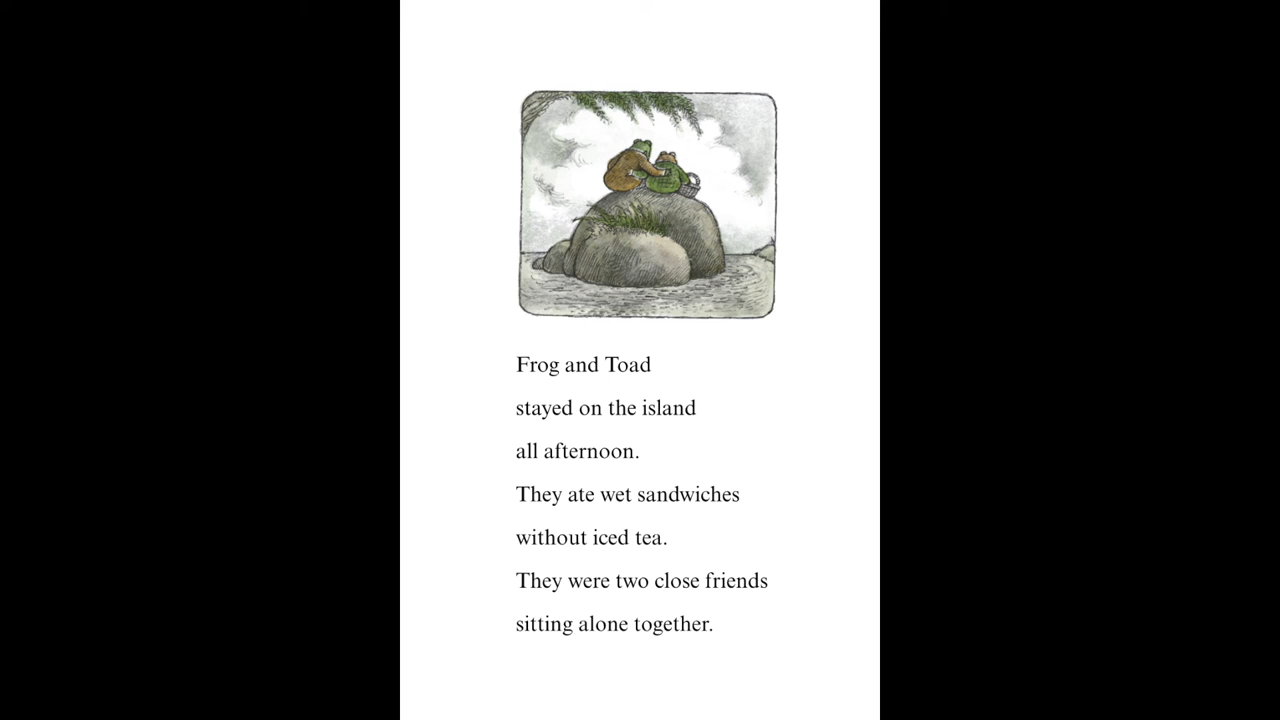 Frog and Toad
stayed on the island
all afternoon.
They ate wet sandwiches
without iced tea.
They were two close friends
sitting alone together.